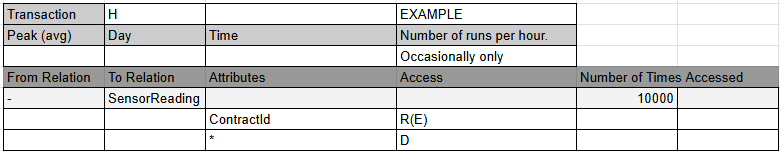 Transaction H EXAMPLE
Peak (avg) Day Time Number of runs per hour.
Occasionally only
From Relation To Relation Attributes Access Number of Times Accessed
- SensorReading 10000
ContractId R(E)
* D